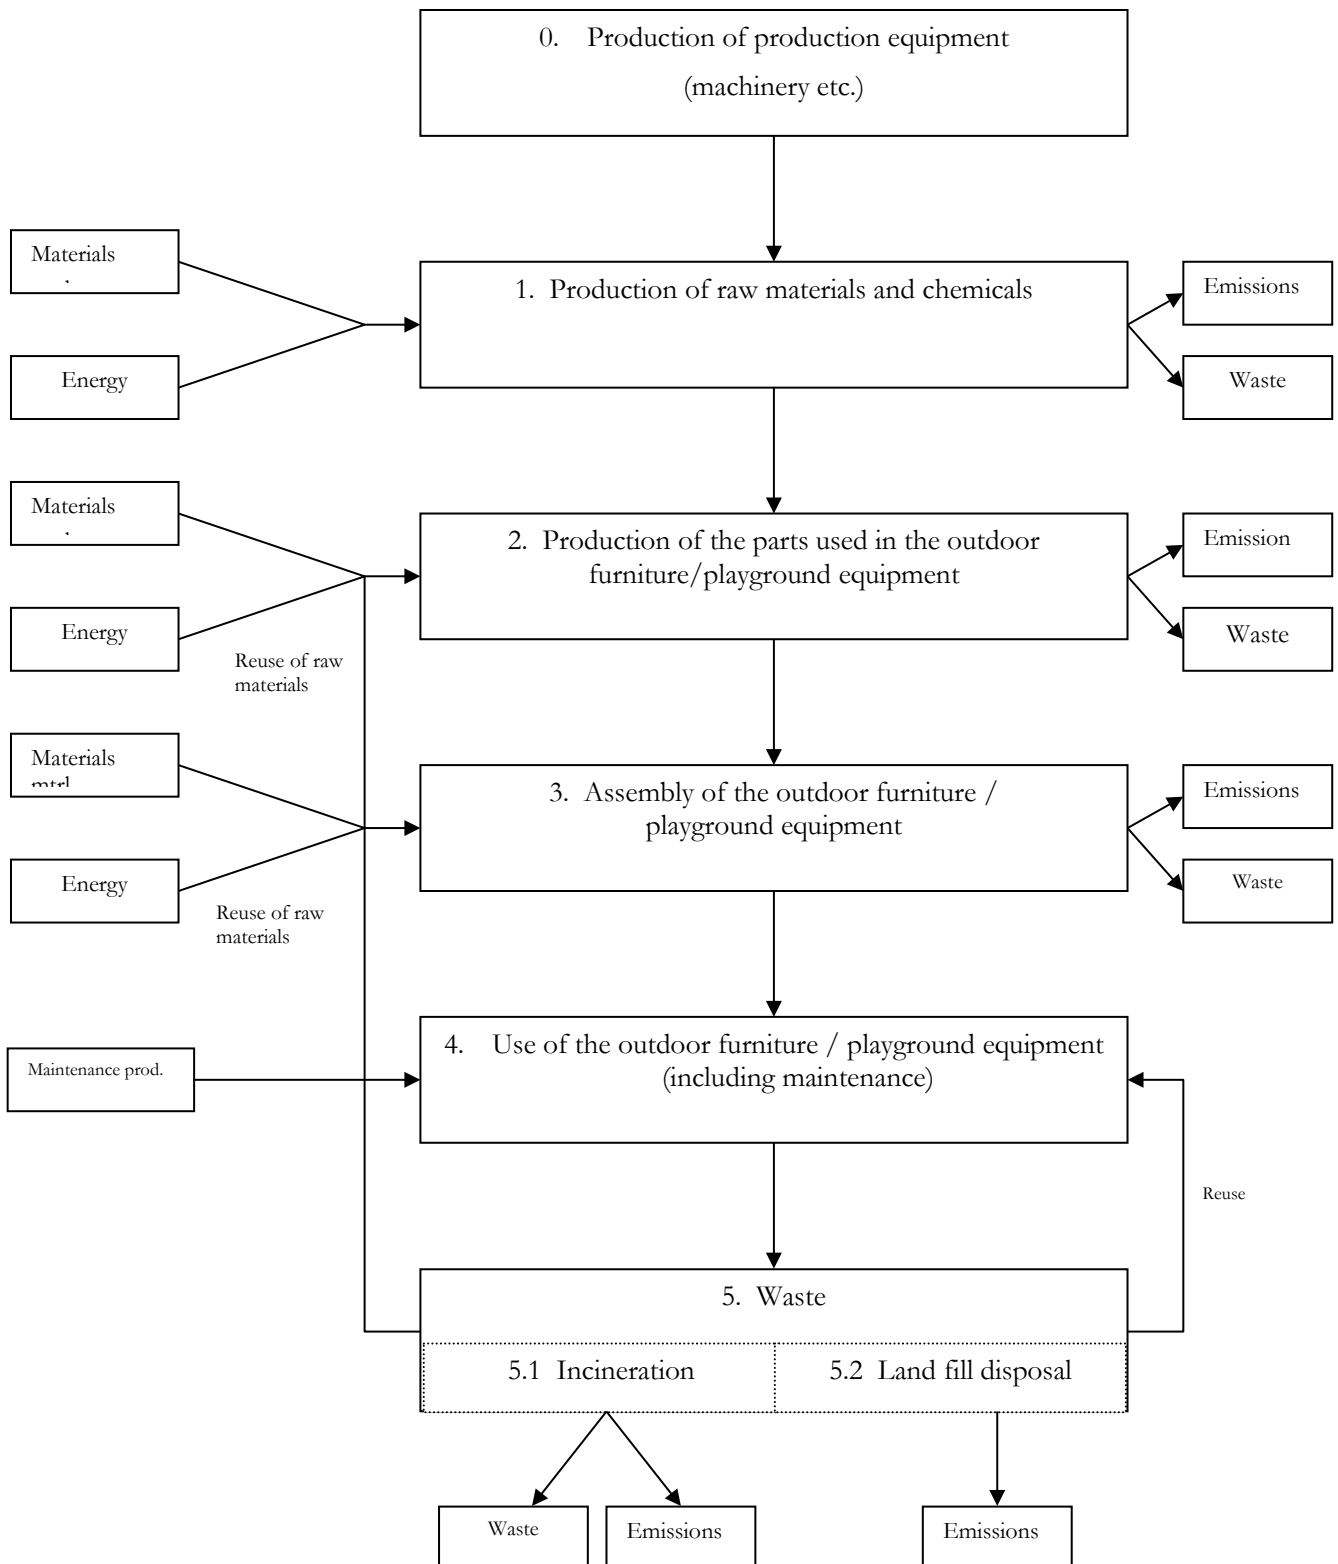 0. Production of production equipment
(machinery etc.)
Materials
Energy
1. Production of raw materials and chemicals
Emissions
Waste
Materials
Energy
2. Production of the parts used in the outdoor
furniture/playground equipment
Emission
Waste
Reuse of raw
materials
Materials
mtrl
Energy
3. Assembly of the outdoor furniture /
playground equipment
Emissions
Waste
Reuse of raw
materials
Maintenance prod.
4. Use of the outdoor furniture / playground equipment
(including maintenance)
Reuse
5. Waste
5.1 Incineration
5.2 Land fill disposal
Waste
Emissions
Emissions